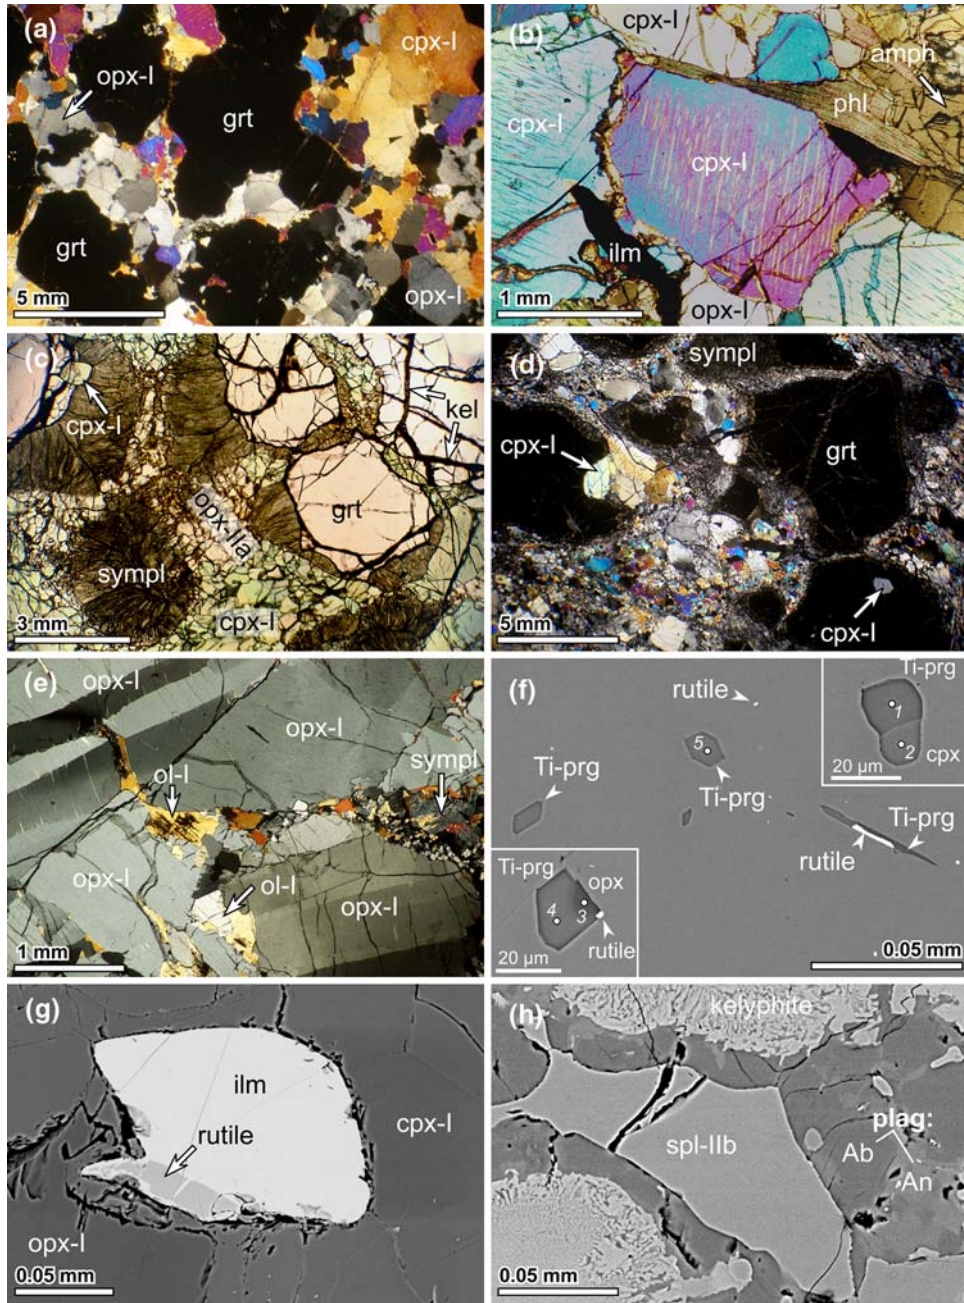 (a)
opx-I
cpx-I
grt
grt
opx-I
5 mm
(b)
cpx-I
amph
phl
cpx-I
cpx-I
ilm
opx-I
1 mm
(c)
cpx-I
kel
opx-IIa
grt
sympl
cpx-I
3 mm
(d)
sympl
cpx-I
grt
cpx-I
5 mm
(e)
opx-I
opx-I
sympl
ol-I
opx-I
ol-I
opx-I
1 mm
(f)
rutile
Ti-prg
1
2
cpx
20 µm
5
Ti-prg
Ti-prg
Ti-prg
rutile
Ti-prg
opx
4
3
rutile
20 µm
0.05 mm
(g)
ilm
rutile
cpx-I
opx-I
0.05 mm
(h)
kelyphite
plag:
spl-IIb
Ab
An
0.05 mm